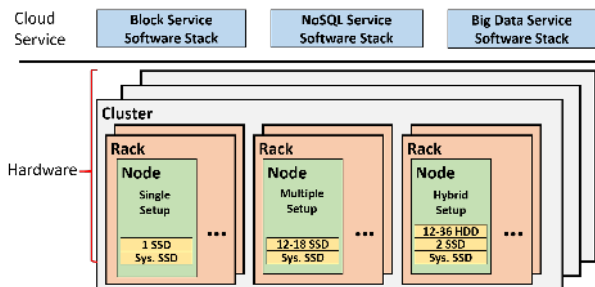 Cloud
Service
Block Service
Software Stack
NoSQL Service
Software Stack
Big Data Service
Software Stack
Hardware
Cluster
Rack
Node
Single
Setup
1 SSD
Sys. SSD
...
Rack
Node
Multiple
Setup
12-18 SSD
Sys. SSD
...
Rack
Node
Hybrid
Setup
12-36 HDD
2 SSD
Sys. SSD
...